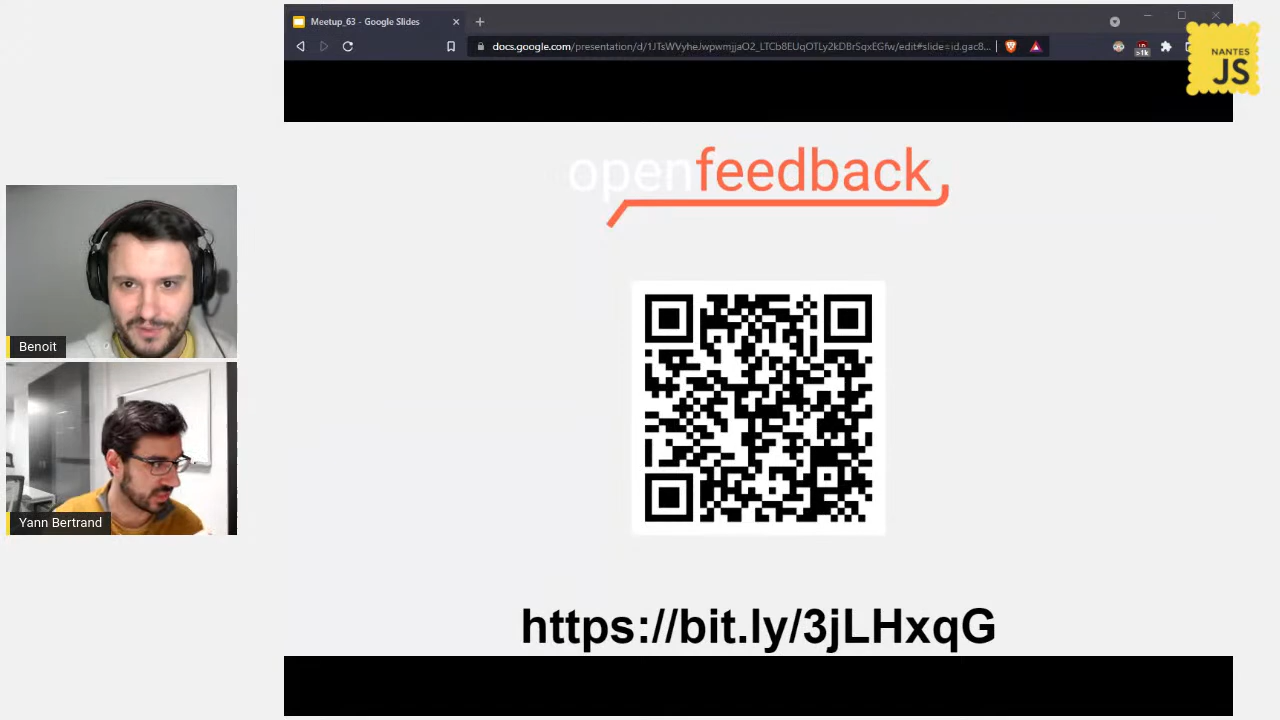 Meetup_63 - Google Slides
docs.google.com/presentation/d/1JTsWVyheJwpwmjjaO2_LTCb8EUqOTLy2kDBrSqxEGfw/edit#slide=id.gac8...
>1k
NANTES
JS
openfeedback
Benoit
Yann Bertrand
https://bit.ly/3jLHxqG